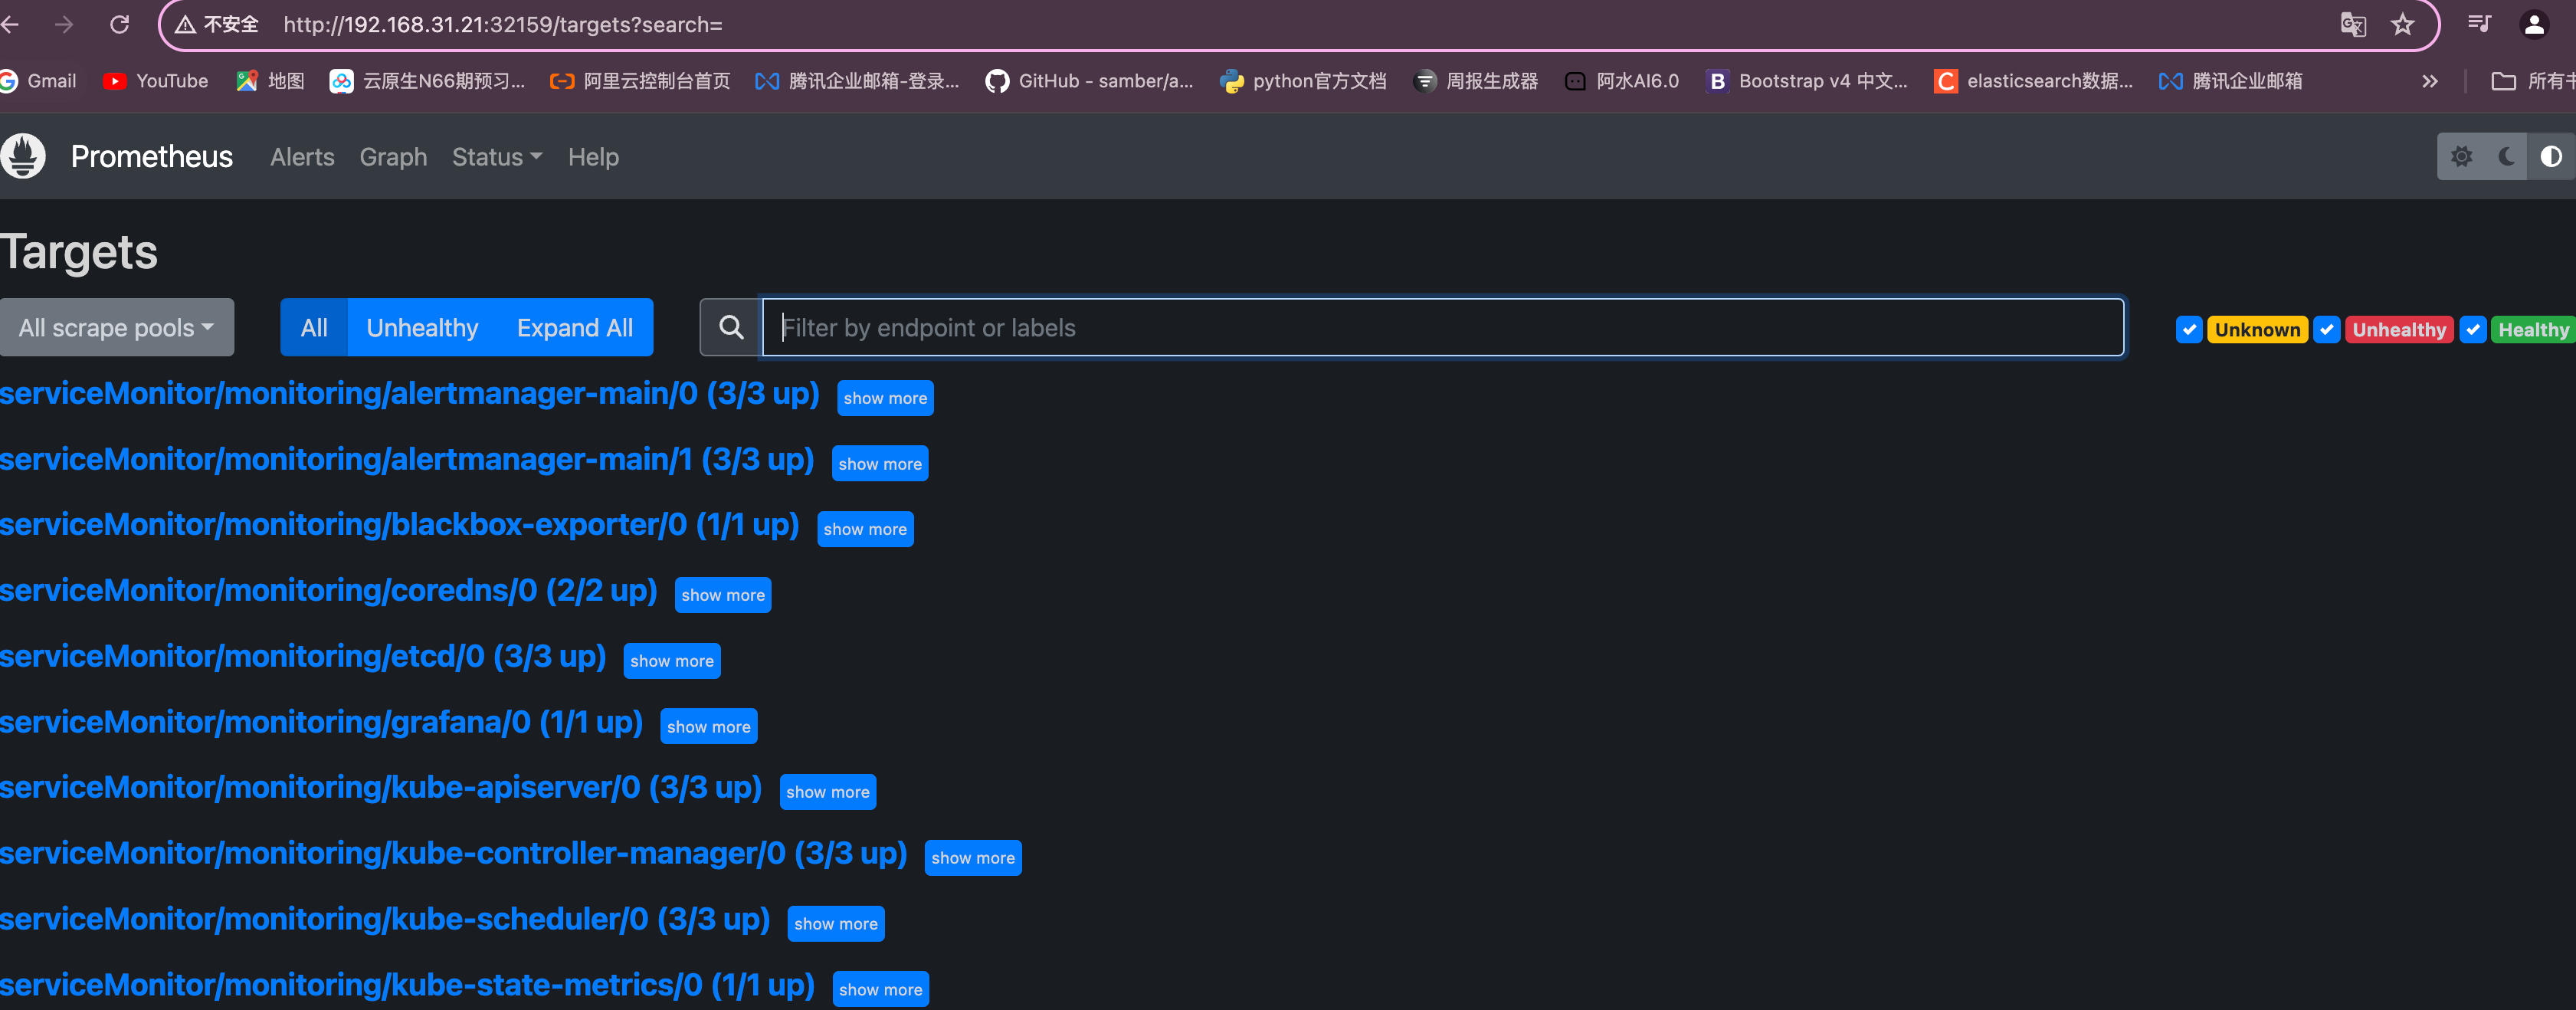 不安全 http://192.168.31.21:32159/targets?search=
Gmail YouTube 地图 云原生N66期预习... 阿里云控制台首页 腾讯企业邮箱-登录... GitHub - samber/a... python官方文档 周报生成器 阿水AI6.0 B Bootstrap v4 中文... C elasticsearch数据... 腾讯企业邮箱 » 所有书
Prometheus Alerts Graph Status Help
Targets
All scrape pools All Unhealthy Expand All Filter by endpoint or labels Unknown Unhealthy Healthy
serviceMonitor/monitoring/alertmanager-main/0 (3/3 up) show more
serviceMonitor/monitoring/alertmanager-main/1 (3/3 up) show more
serviceMonitor/monitoring/blackbox-exporter/0 (1/1 up) show more
serviceMonitor/monitoring/coredns/0 (2/2 up) show more
serviceMonitor/monitoring/etcd/0 (3/3 up) show more
serviceMonitor/monitoring/grafana/0 (1/1 up) show more
serviceMonitor/monitoring/kube-apiserver/0 (3/3 up) show more
serviceMonitor/monitoring/kube-controller-manager/0 (3/3 up) show more
serviceMonitor/monitoring/kube-scheduler/0 (3/3 up) show more
serviceMonitor/monitoring/kube-state-metrics/0 (1/1 up) show more